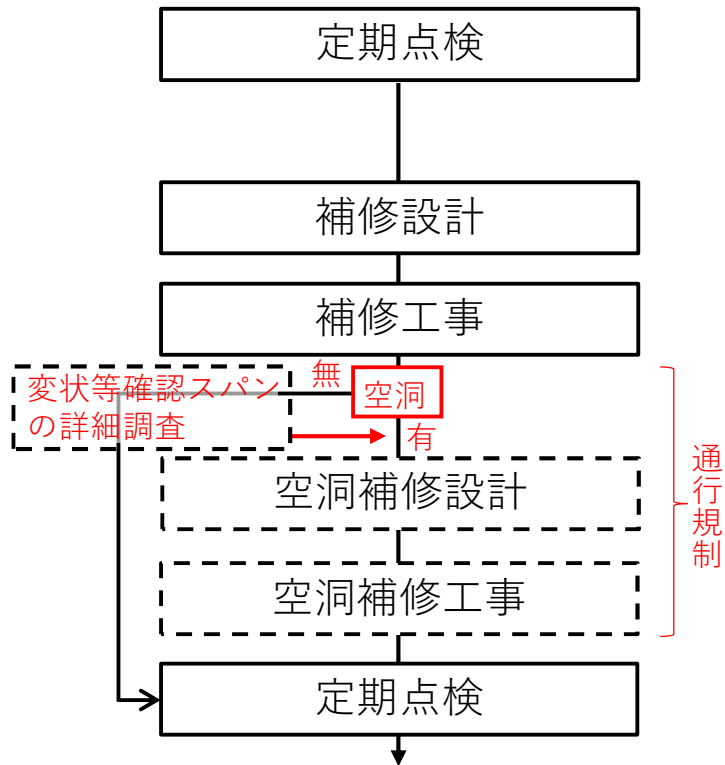 定期点検
補修設計
補修工事
変状等確認スパン
の詳細調査
無
空洞
有
空洞補修設計
通行規制
空洞補修工事
定期点検